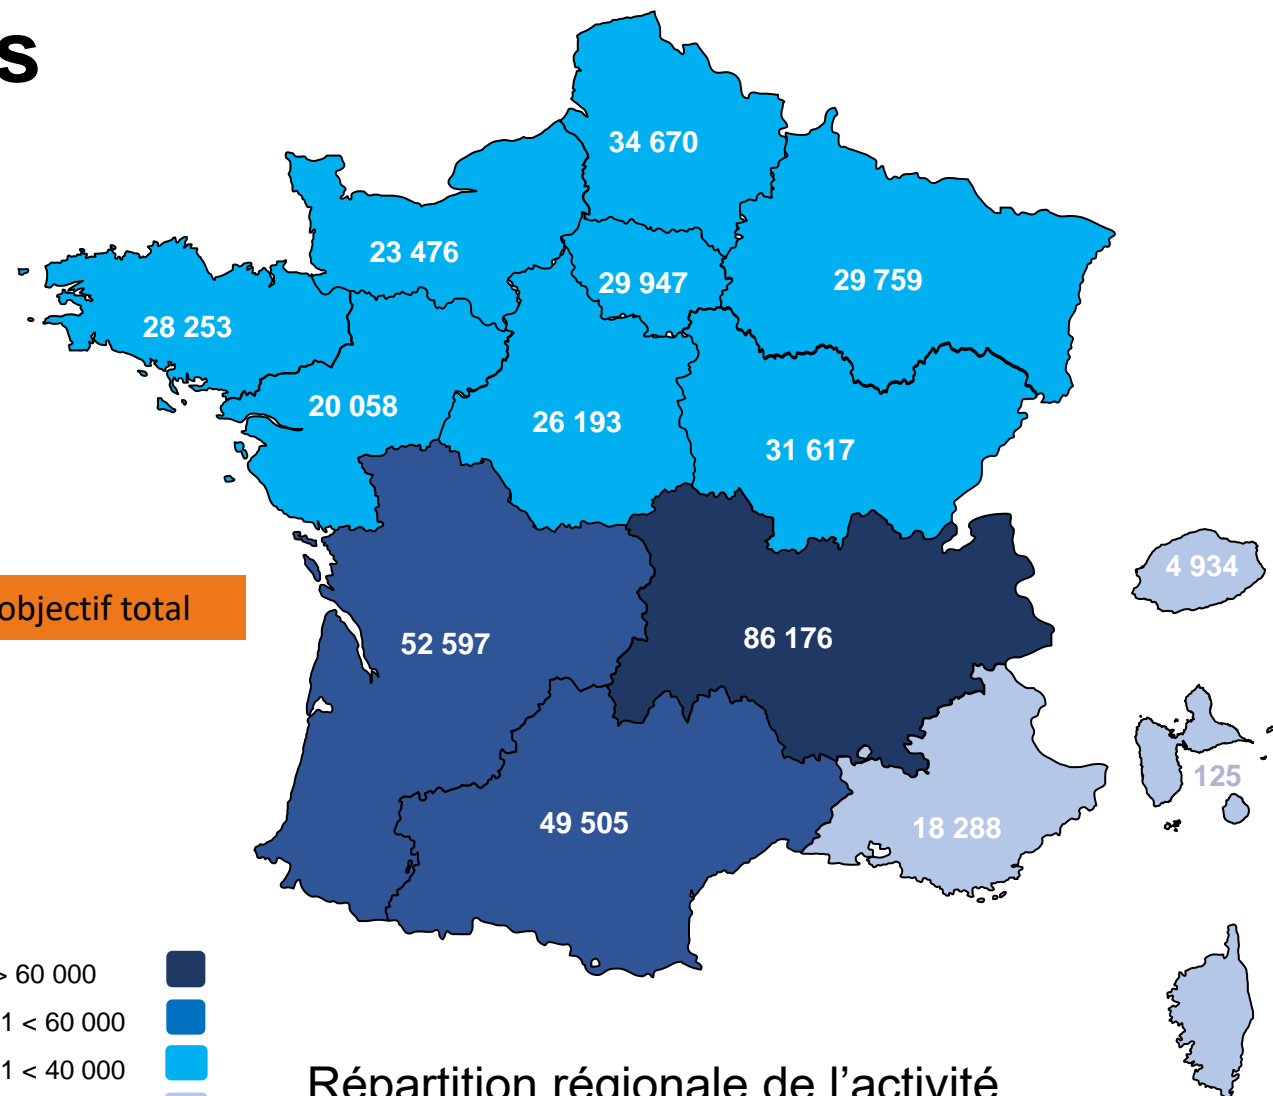 s
34 670
23 476
29 947
29 759
28 253
20 058
26 193
31 617
4 934
objectif total
52 597
86 176
125
49 505
18 288
> 60 000
1 < 60 000
1 < 40 000
Répartition régionale de l’activité